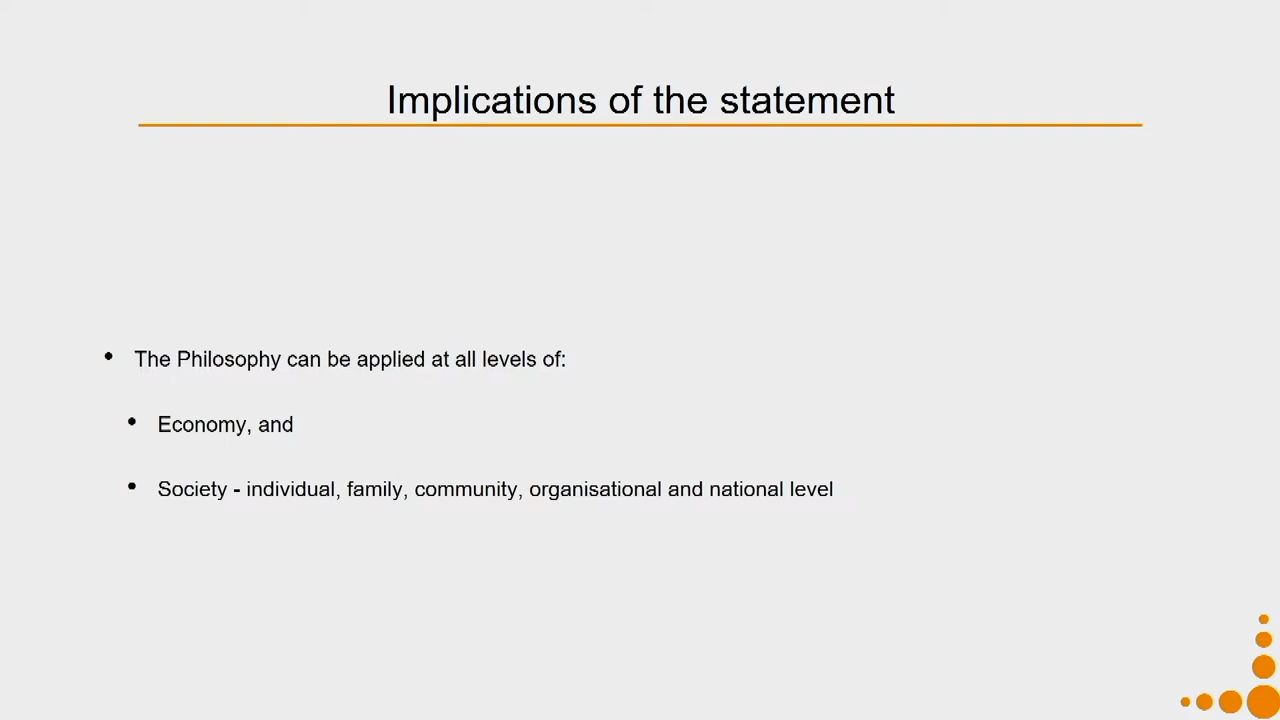 Implications of the statement
• The Philosophy can be applied at all levels of:
• Economy, and
• Society - individual, family, community, organisational and national level